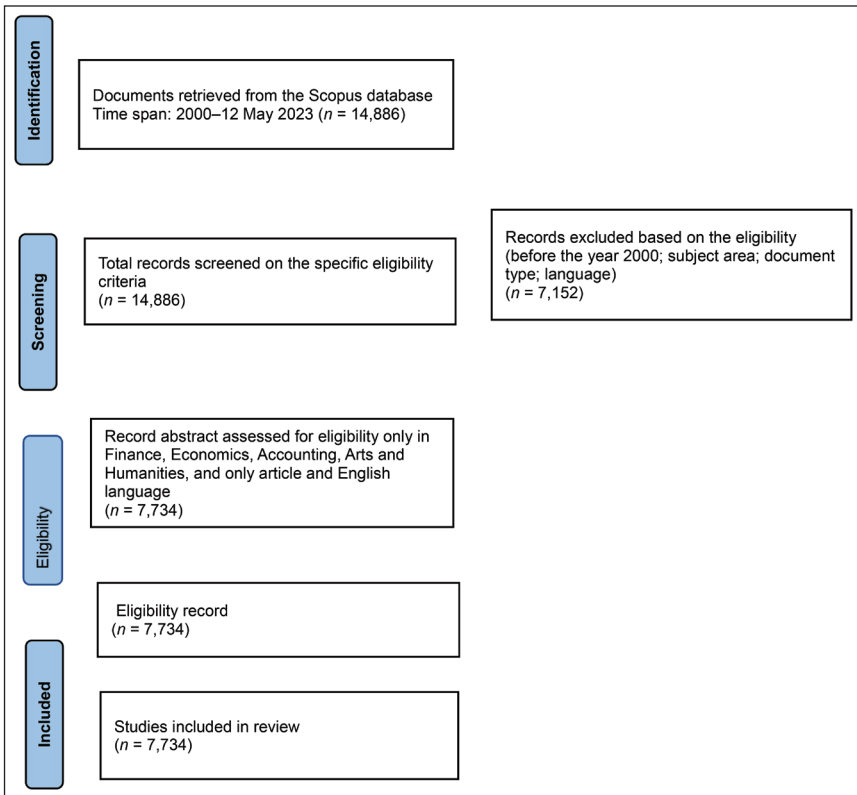 Identification
Documents retrieved from the Scopus database
Time span: 2000–12 May 2023 (n = 14,886)
Screening
Total records screened on the specific eligibility
criteria
(n = 14,886)
Records excluded based on the eligibility
(before the year 2000; subject area; document
type; language)
(n = 7,152)
Eligibility
Record abstract assessed for eligibility only in
Finance, Economics, Accounting, Arts and
Humanities, and only article and English
language
(n = 7,734)
Eligibility record
(n = 7,734)
Included
Studies included in review
(n = 7,734)